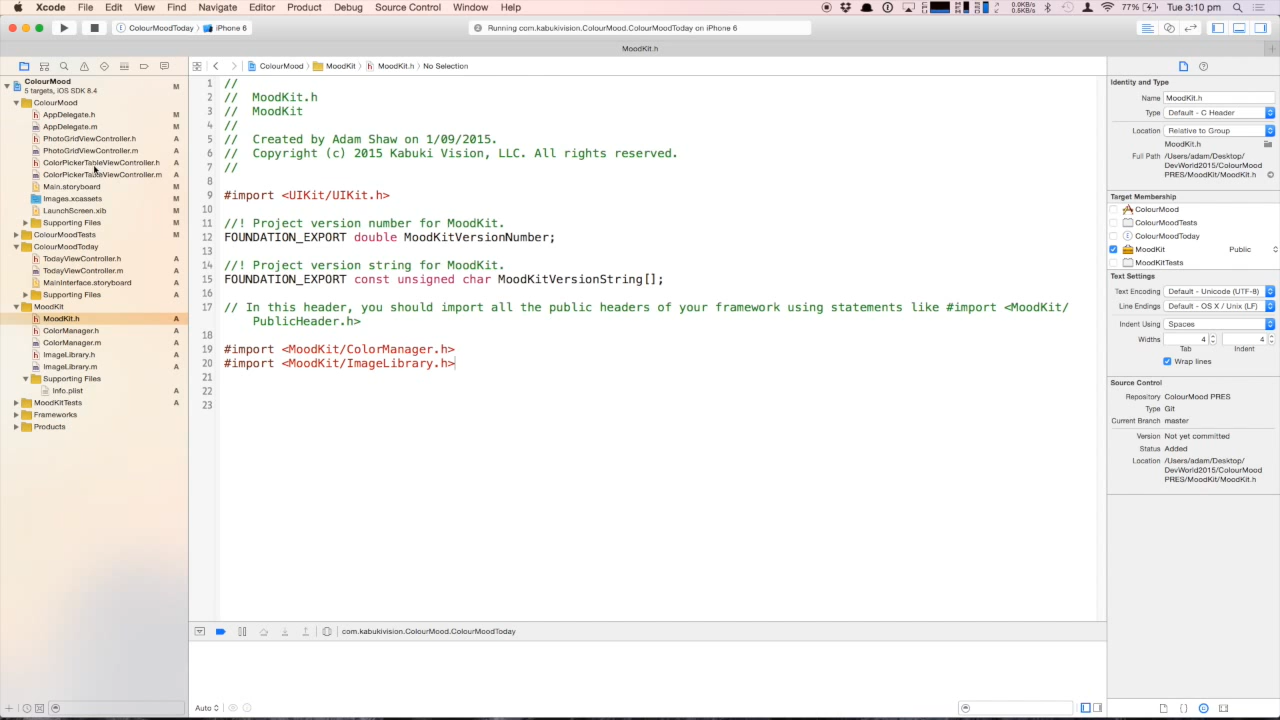 Xcode File Edit View Find Navigate Editor Product Debug Source Control Window Help
0.0KB/s
0.5KB/s
77% Tue 3:10 pm
ColourMoodToday iPhone 6
Running com.kabukivision.ColourMood.ColourMoodToday on iPhone 6
MoodKit.h
ColourMood MoodKit MoodKit.h No Selection
ColourMood M
5 targets, iOS SDK 8.4
ColourMood
AppDelegate.h M
AppDelegate.m M
PhotoGridViewController.h A
PhotoGridViewController.m A
ColorPickerTableViewController.h A
ColorPickerTableViewController.m A
Main.storyboard M
Images.xcassets M
LaunchScreen.xib M
Supporting Files M
ColourMoodTests M
ColourMoodToday
TodayViewController.h A
TodayViewController.m A
MainInterface.storyboard A
Supporting Files A
MoodKit
MoodKit.h A
ColorManager.h A
ColorManager.m A
ImageLibrary.h A
ImageLibrary.m A
Supporting Files A
Info.plist A
MoodKitTests A
Frameworks
Products
1 //
2 // MoodKit.h
3 // MoodKit
4 //
5 // Created by Adam Shaw on 1/09/2015.
6 // Copyright (c) 2015 Kabuki Vision, LLC. All rights reserved.
7 //
8
9 #import <UIKit/UIKit.h>
10
11 //! Project version number for MoodKit.
12 FOUNDATION_EXPORT double MoodKitVersionNumber;
13
14 //! Project version string for MoodKit.
15 FOUNDATION_EXPORT const unsigned char MoodKitVersionString[];
16
17 // In this header, you should import all the public headers of your framework using statements like #import <MoodKit/
PublicHeader.h>
18
19 #import <MoodKit/ColorManager.h>
20 #import <MoodKit/ImageLibrary.h>
21
22
23
com.kabukivision.ColourMood.ColourMoodToday
Auto
Identity and Type
Name MoodKit.h
Type Default - C Header
Location Relative to Group
MoodKit.h
Full Path /Users/adam/Desktop/
DevWorld2015/ColourMood
PRES/MoodKit/MoodKit.h
Target Membership
ColourMood
ColourMoodTests
ColourMoodToday
MoodKit Public
MoodKitTests
Text Settings
Text Encoding Default - Unicode (UTF-8)
Line Endings Default - OS X / Unix (LF)
Indent Using Spaces
Widths 4 4
Tab Indent
Wrap lines
Source Control
Repository ColourMood PRES
Type Git
Current Branch master
Version Not yet committed
Status Added
Location /Users/adam/Desktop/
DevWorld2015/ColourMood
PRES/MoodKit/MoodKit.h